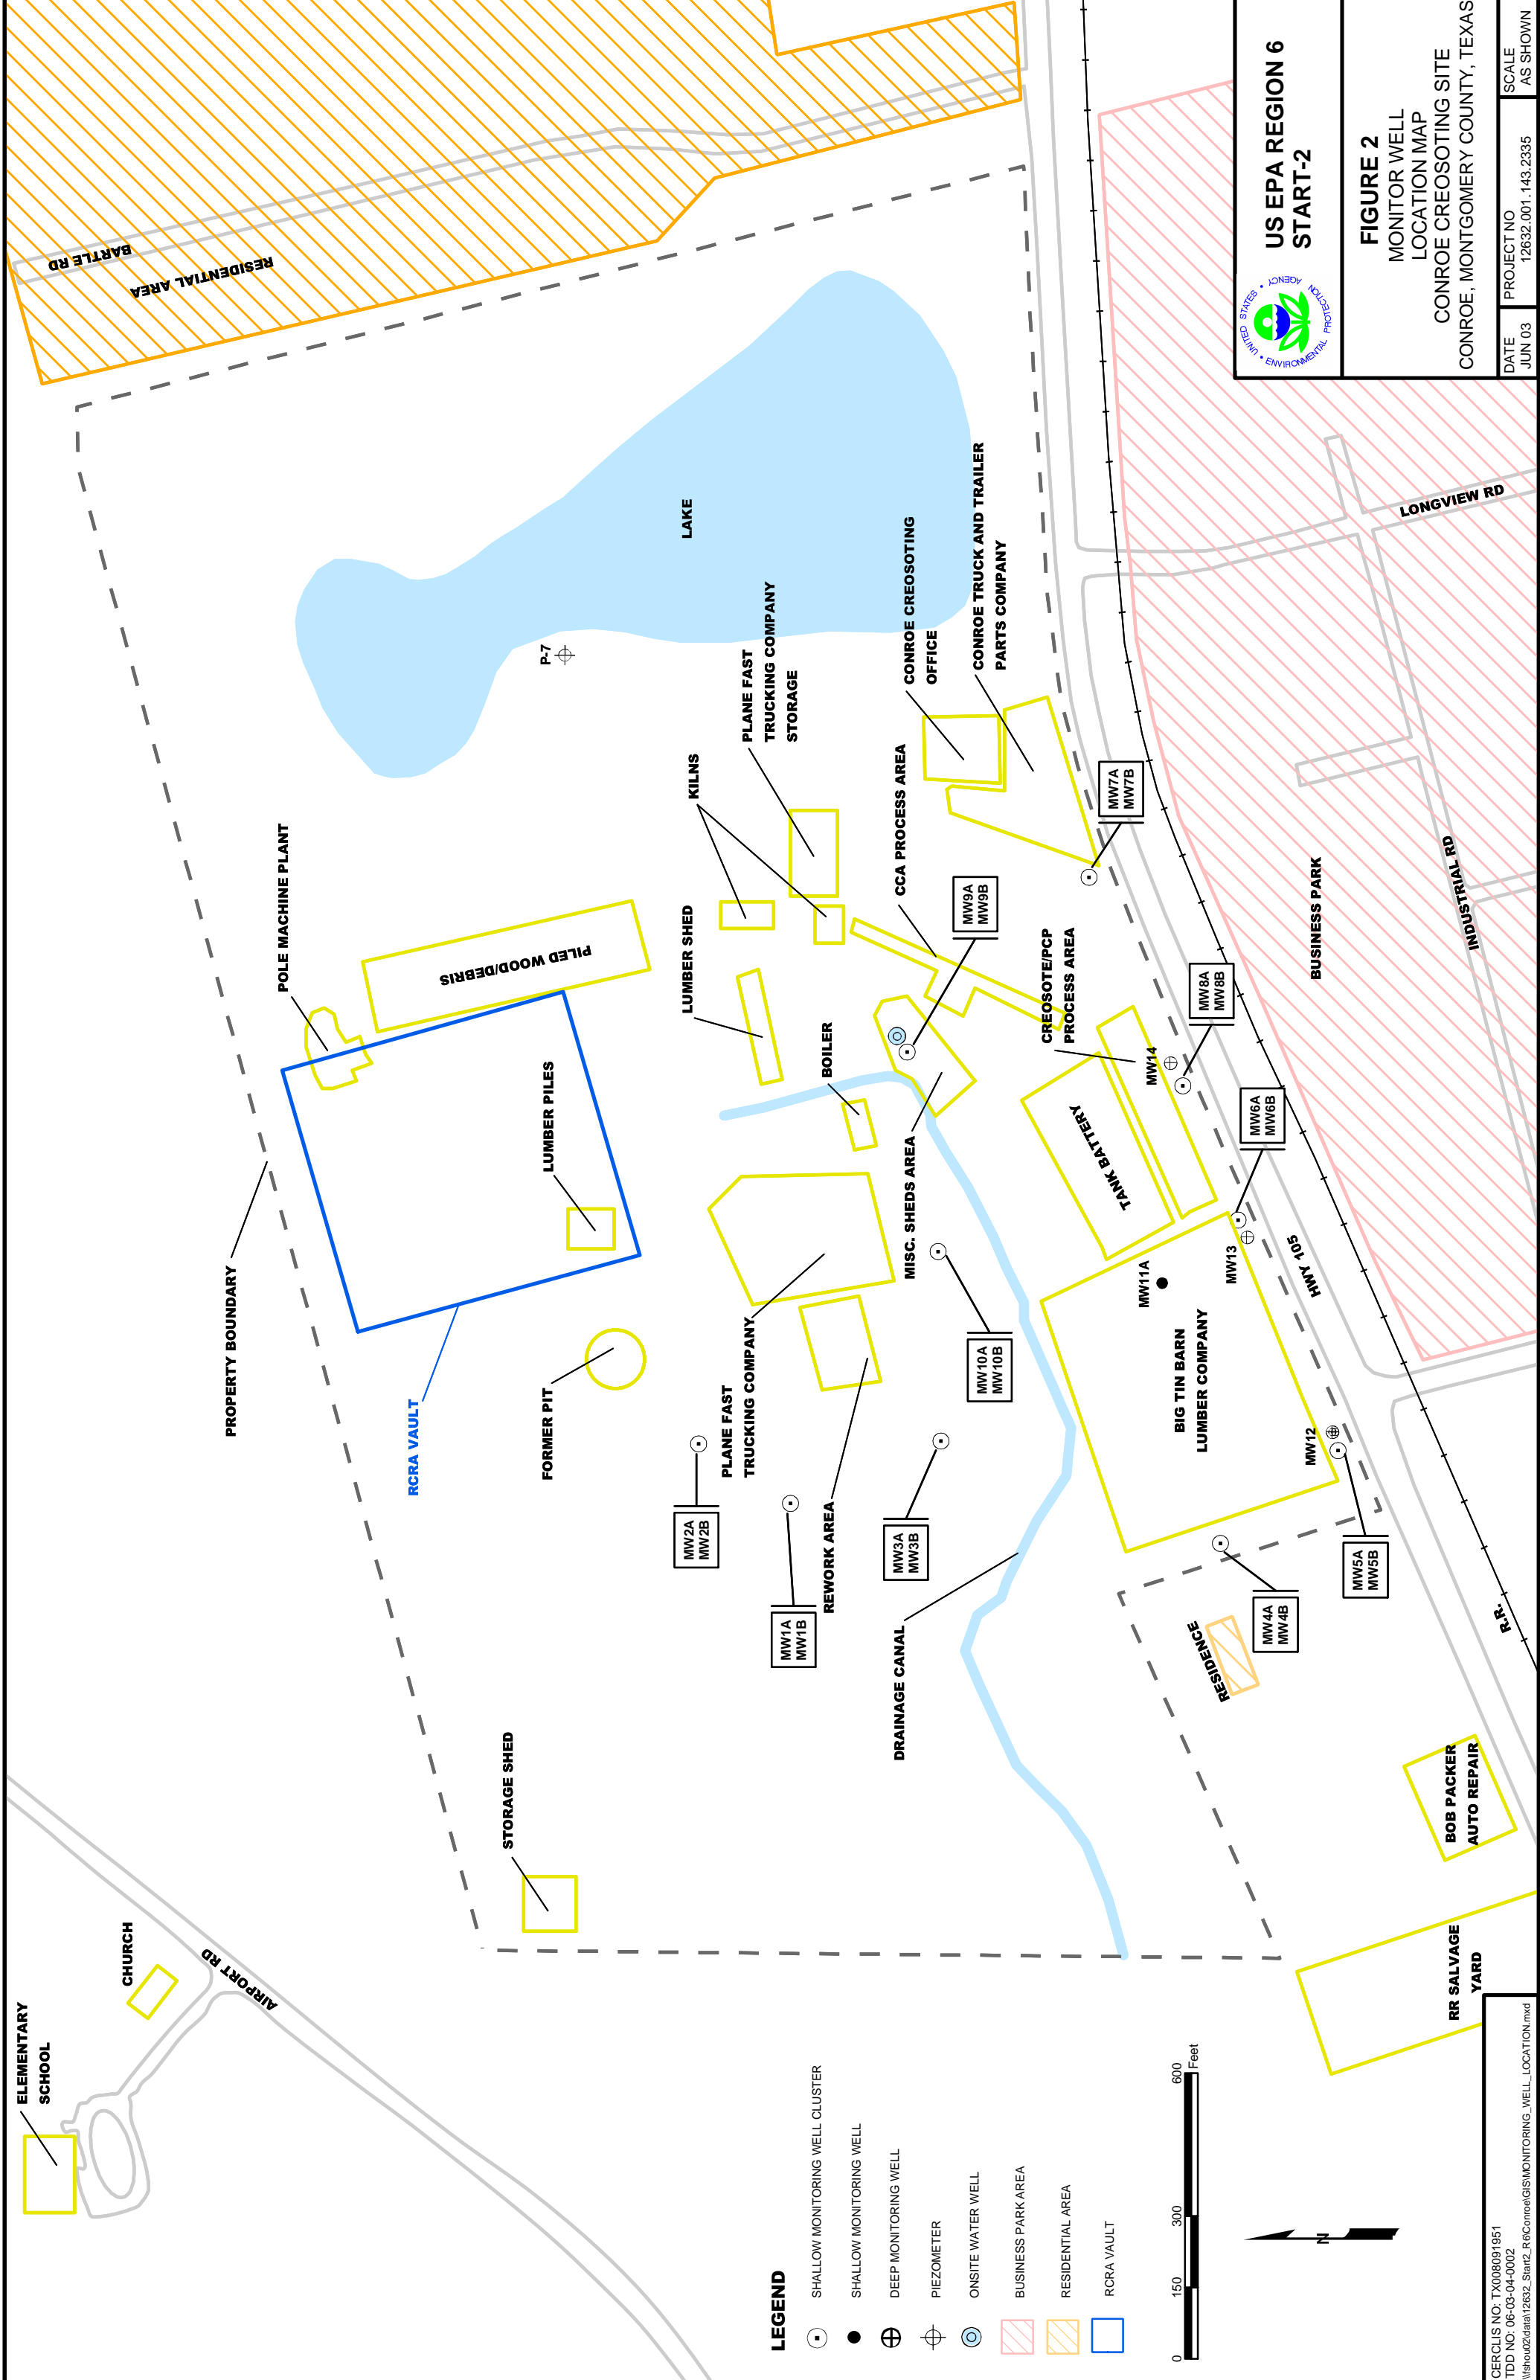 ELEMENTARY
SCHOOL
CHURCH
AIRPORT RD
STORAGE SHED
PROPERTY BOUNDARY
RCRA VAULT
POLE MACHINE PLANT
PILED WOOD/DEBRIS
LUMBER PILES
FORMER PIT
BARTLE RD
RESIDENTIAL AREA
LAKE
P-7
KILNS
LUMBER SHED
PLANE FAST
TRUCKING COMPANY
STORAGE
BOILER
PLANE FAST
TRUCKING COMPANY
REWORK AREA
MW2A
MW2B
MW1A
MW1B
MW3A
MW3B
MW10A
MW10B
MISC. SHEDS AREA
CCA PROCESS AREA
MW9A
MW9B
CONROE CREOSOTING
OFFICE
CONROE TRUCK AND TRAILER
PARTS COMPANY
CREOSOTE/PCP
PROCESS AREA
TANK BATTERY
DRAINAGE CANAL
MW14
MW11A
BIG TIN BARN
LUMBER COMPANY
MW13
MW12
MW7A
MW7B
MW8A
MW8B
MW6A
MW6B
MW5A
MW5B
MW4A
MW4B
RESIDENCE
HWY 105
R.R.
BUSINESS PARK
INDUSTRIAL RD
LONGVIEW RD
BOB PACKER
AUTO REPAIR
RR SALVAGE
YARD
LEGEND
SHALLOW MONITORING WELL CLUSTER
SHALLOW MONITORING WELL
DEEP MONITORING WELL
PIEZOMETER
ONSITE WATER WELL
BUSINESS PARK AREA
RESIDENTIAL AREA
RCRA VAULT
0 150 300 600
Feet
N
CERCLIS NO: TX008091951
TDD NO: 06-03-04-0002
\\lshou02\data\12632_Start2_R6\Conroe\GIS\MONITORING_WELL_LOCATION.mxd
UNITED STATES • ENVIRONMENTAL PROTECTION AGENCY •
US EPA REGION 6
START-2
FIGURE 2
MONITOR WELL
LOCATION MAP
CONROE CREOSOTING SITE
CONROE, MONTGOMERY COUNTY, TEXAS
DATE
JUN 03
PROJECT NO
12632.001.143.2335
SCALE
AS SHOWN